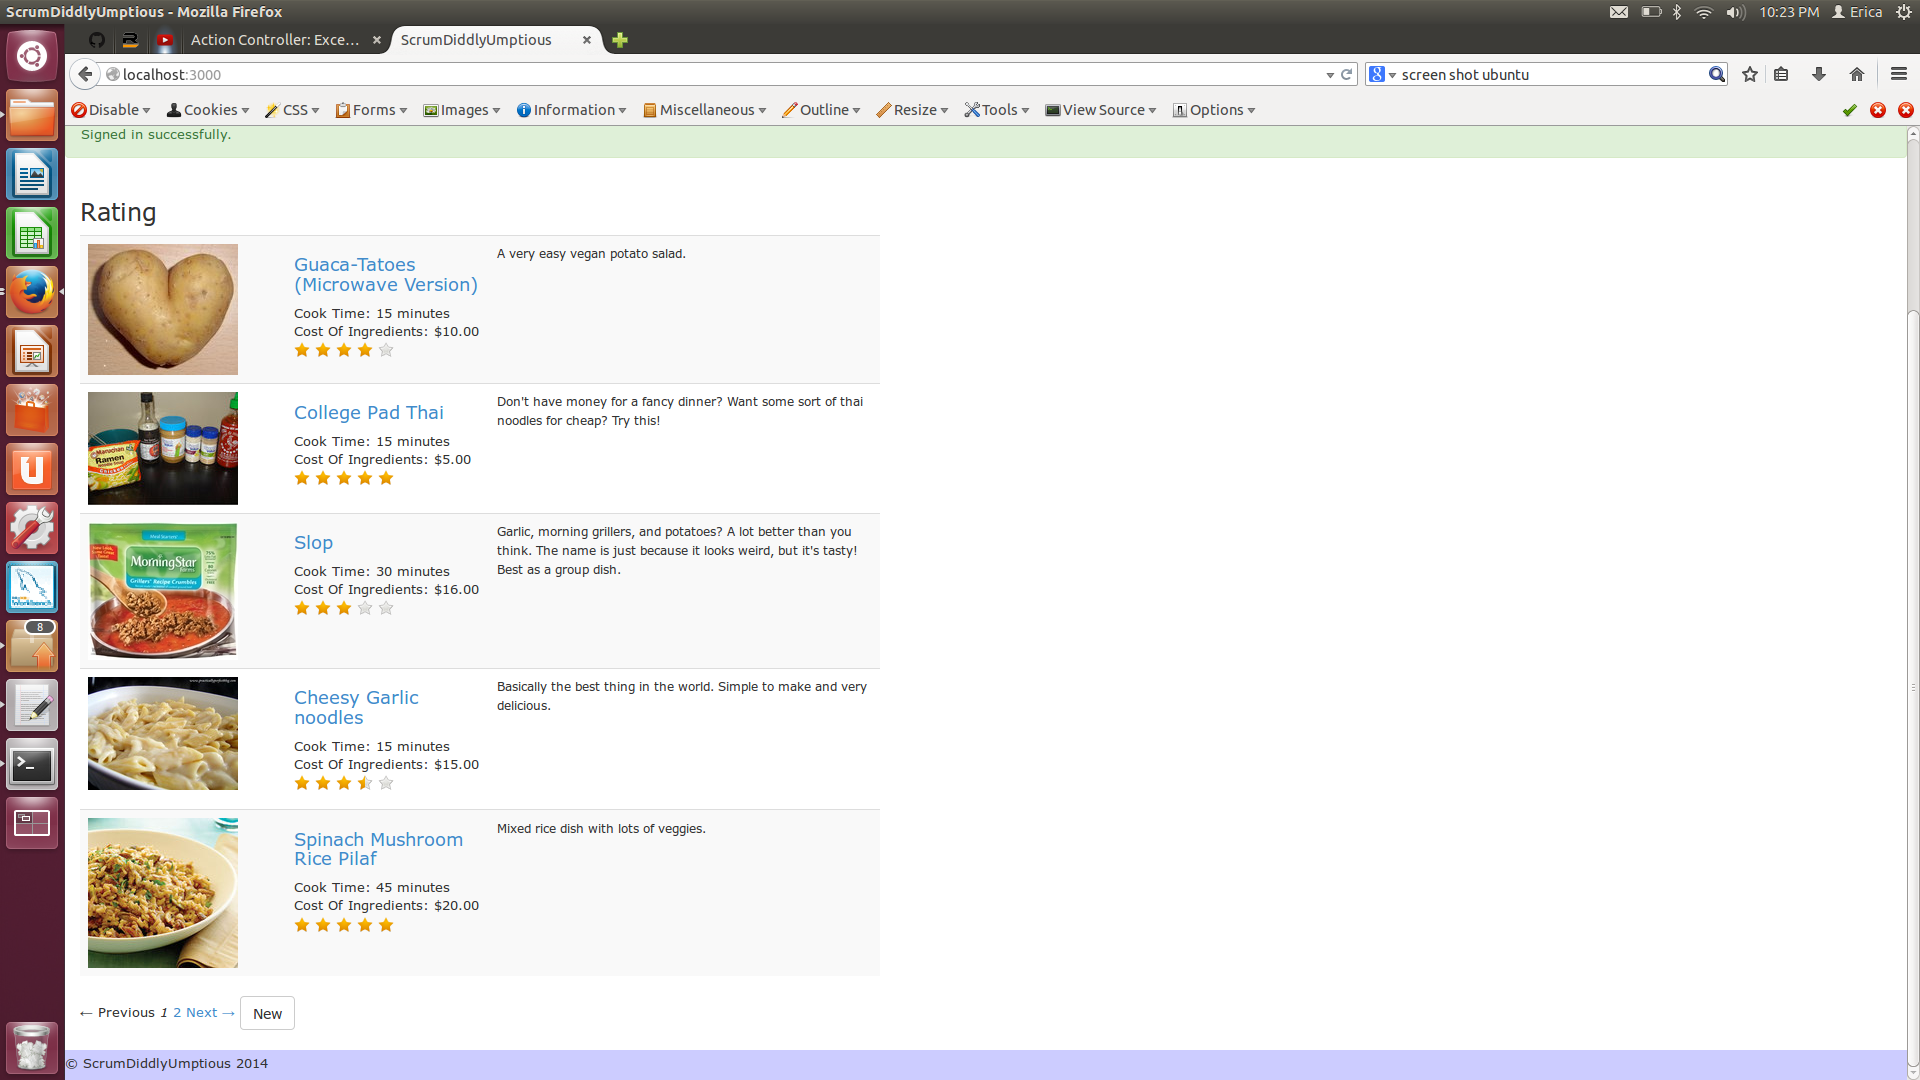 ScrumDiddlyUmptious - Mozilla Firefox
10:23 PM Erica
Action Controller: Exce...
ScrumDiddlyUmptious
localhost:3000
screen shot ubuntu
Disable Cookies CSS Forms Images Information Miscellaneous Outline Resize Tools View Source Options
Signed in successfully.
Rating
Guaca-Tatoes
(Microwave Version)
Cook Time: 15 minutes
Cost Of Ingredients: $10.00
A very easy vegan potato salad.
Maruchan
Ramen
College Pad Thai
Cook Time: 15 minutes
Cost Of Ingredients: $5.00
Don't have money for a fancy dinner? Want some sort of thai
noodles for cheap? Try this!
MorningStar
Grillers' Recipe Crumbles
Slop
Cook Time: 30 minutes
Cost Of Ingredients: $16.00
Garlic, morning grillers, and potatoes? A lot better than you
think. The name is just because it looks weird, but it's tasty!
Best as a group dish.
8
Cheesy Garlic
noodles
Cook Time: 15 minutes
Cost Of Ingredients: $15.00
Basically the best thing in the world. Simple to make and very
delicious.
Spinach Mushroom
Rice Pilaf
Cook Time: 45 minutes
Cost Of Ingredients: $20.00
Mixed rice dish with lots of veggies.
← Previous 1 2 Next → New
© ScrumDiddlyUmptious 2014